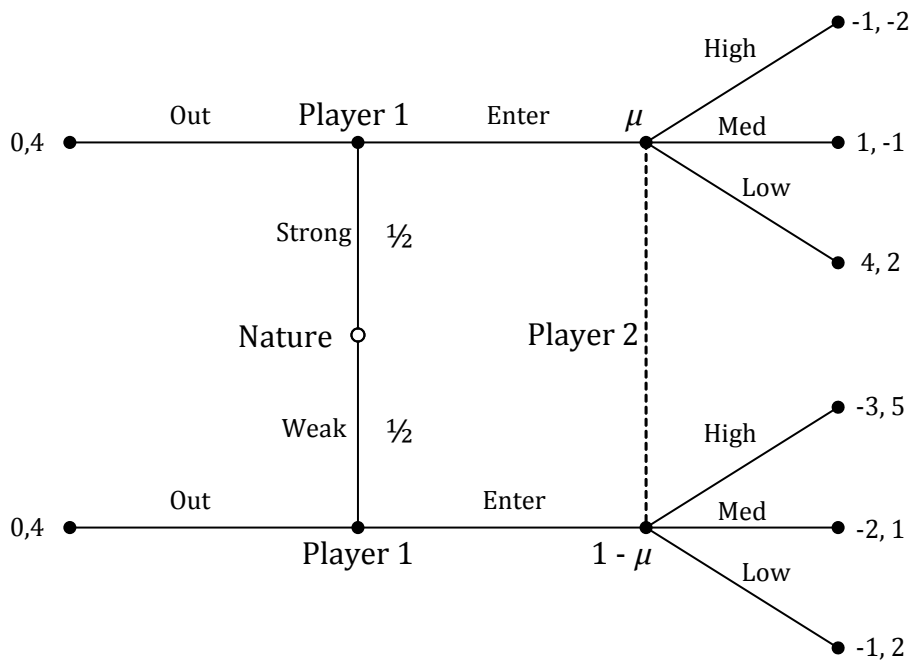 -1, -2
High
Out
Player 1
Enter
μ
Med
0,4
1, -1
Low
Strong
½
4, 2
Nature
Player 2
-3, 5
Weak
½
High
Out
Enter
Med
0,4
-2, 1
Player 1
1 - μ
Low
-1, 2